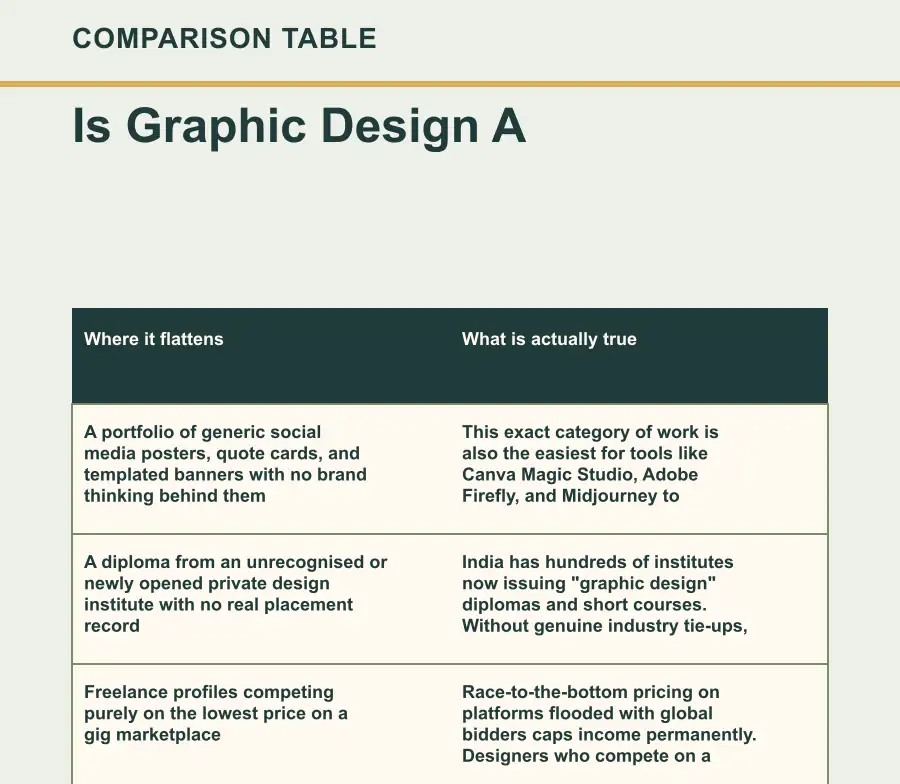 COMPARISON TABLE
Is Graphic Design A
Where it flattens
What is actually true
A portfolio of generic social
media posters, quote cards, and
templated banners with no brand
thinking behind them
This exact category of work is
also the easiest for tools like
Canva Magic Studio, Adobe
Firefly, and Midjourney to
A diploma from an unrecognised or
newly opened private design
institute with no real placement
record
India has hundreds of institutes
now issuing "graphic design"
diplomas and short courses.
Without genuine industry tie-ups,
Freelance profiles competing
purely on the lowest price on a
gig marketplace
Race-to-the-bottom pricing on
platforms flooded with global
bidders caps income permanently.
Designers who compete on a